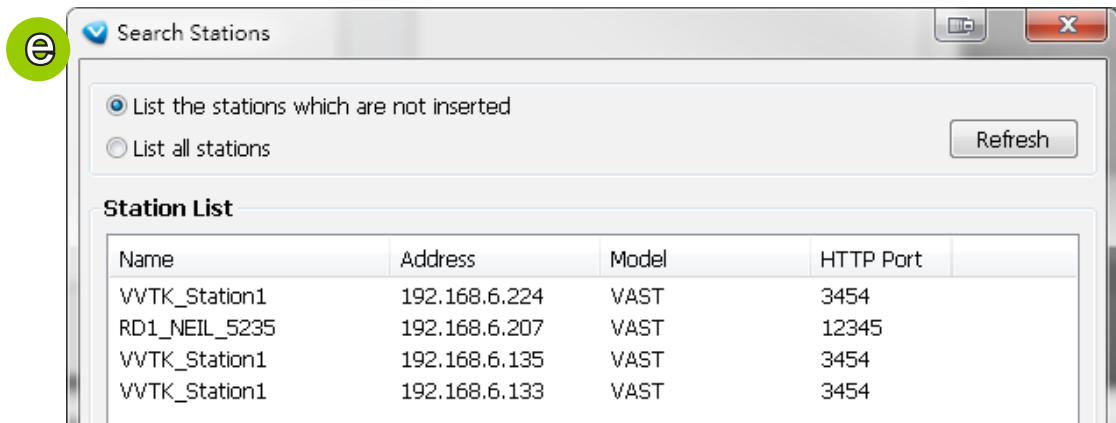 e
Search Stations
List the stations which are not inserted
List all stations
Refresh
Station List
Name Address Model HTTP Port
VVTK_Station1 192.168.6.224 VAST 3454
RD1_NEIL_5235 192.168.6.207 VAST 12345
VVTK_Station1 192.168.6.135 VAST 3454
VVTK_Station1 192.168.6.133 VAST 3454